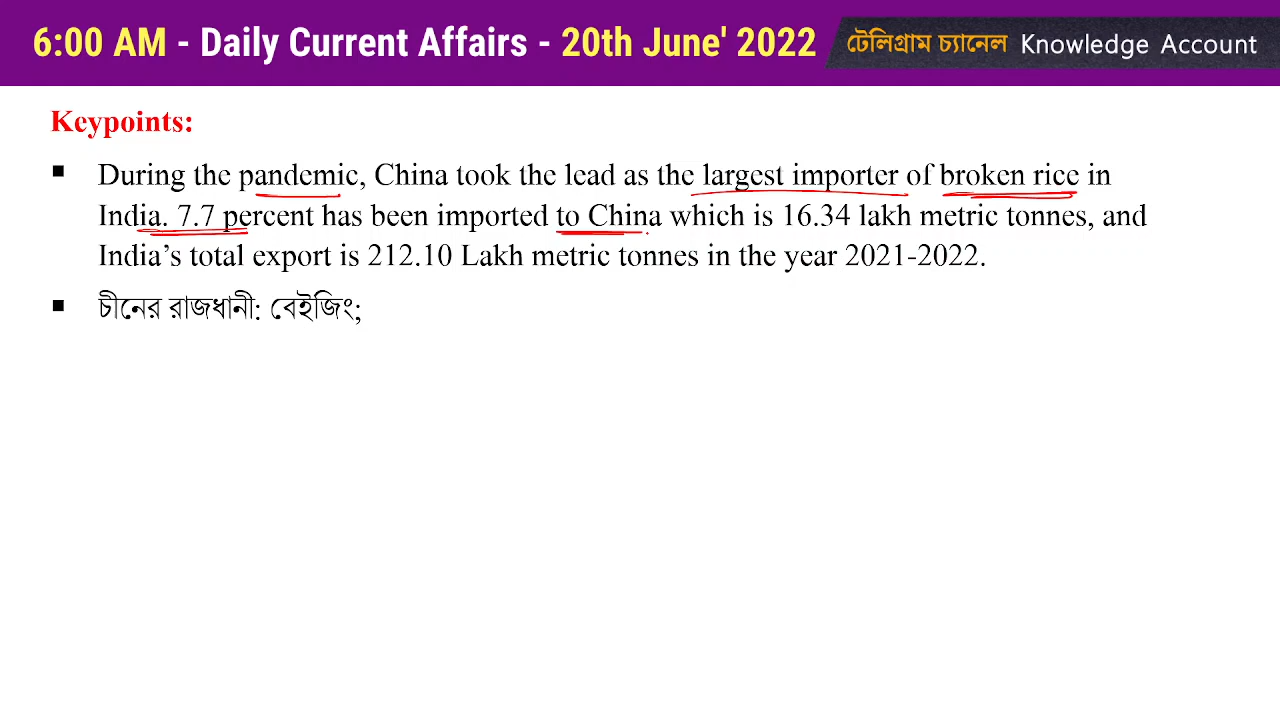 6:00 AM - Daily Current Affairs - 20th June' 2022
টেলিগ্রাম চ্যানেল Knowledge Account
Keypoints:
▪ During the pandemic, China took the lead as the largest importer of broken rice in
India. 7.7 percent has been imported to China which is 16.34 lakh metric tonnes, and
India’s total export is 212.10 Lakh metric tonnes in the year 2021-2022.
▪ চীনের রাজধানী: বেইজিং;